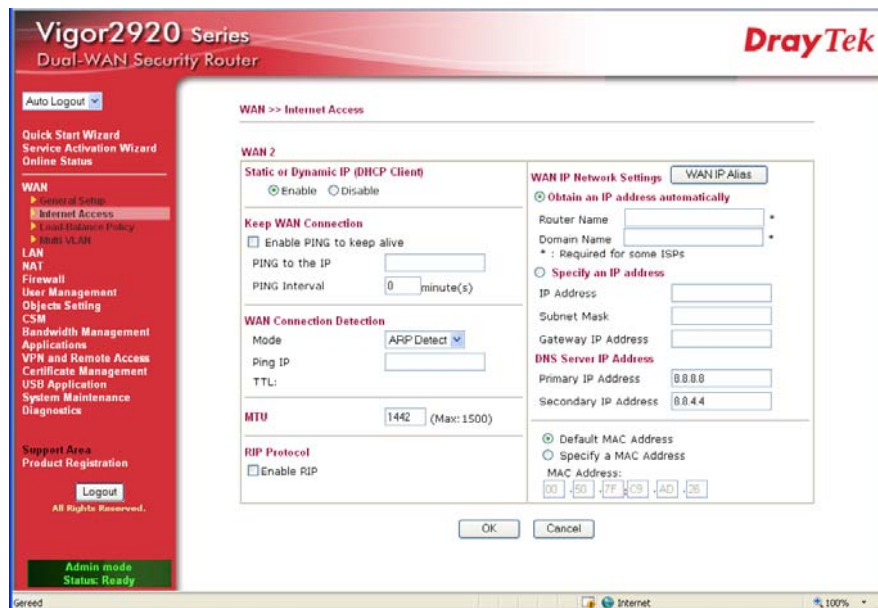 Vigor2920 Series
Dual-WAN Security Router
DrayTek
Auto Logout
Quick Start Wizard
Service Activation Wizard
Online Status
WAN
General Setup
Internet Access
Load-Balance Policy
Multi-VLAN
LAN
NAT
Firewall
User Management
Objects Setting
CSM
Bandwidth Management
Applications
VPN and Remote Access
Certificate Management
USB Application
System Maintenance
Diagnostics
Support Area
Product Registration
Logout
All Rights Reserved.
Admin mode
Status: Ready
WAN >> Internet Access
WAN 2
Static or Dynamic IP (DHCP Client)
Enable Disable
Keep WAN Connection
Enable PING to keep alive
PING to the IP
PING Interval 0 minute(s)
WAN Connection Detection
Mode ARP Detect
Ping IP
TTL:
MTU 1442 (Max:1500)
RIP Protocol
Enable RIP
WAN IP Network Settings WAN IP Alias
Obtain an IP address automatically
Router Name *
Domain Name *
* : Required for some ISPs
Specify an IP address
IP Address
Subnet Mask
Gateway IP Address
DNS Server IP Address
Primary IP Address 8.8.8.8
Secondary IP Address 8.8.4.4
Default MAC Address
Specify a MAC Address
MAC Address:
00 .50 .7F :C9 .AD .26
OK Cancel
Gereed Internet 100%